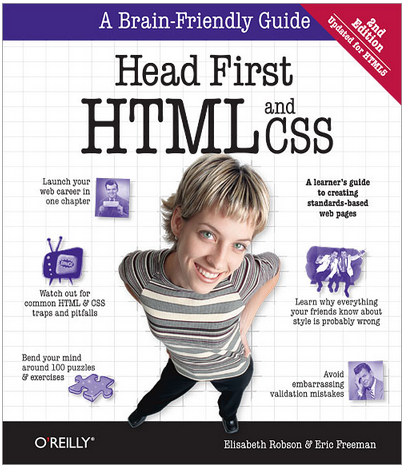 A Brain-Friendly Guide
2nd Edition
Updated for HTML5
Head First
HTML and CSS
Launch your
web career in
one chapter
A learner's guide
to creating
standards-based
web pages
Watch out for
common HTML & CSS
traps and pitfalls
Learn why everything
your friends know about
style is probably wrong
Bend your mind
around 100 puzzles
& exercises
Avoid
embarrassing
validation mistakes
O'REILLY®
Elisabeth Robson & Eric Freeman